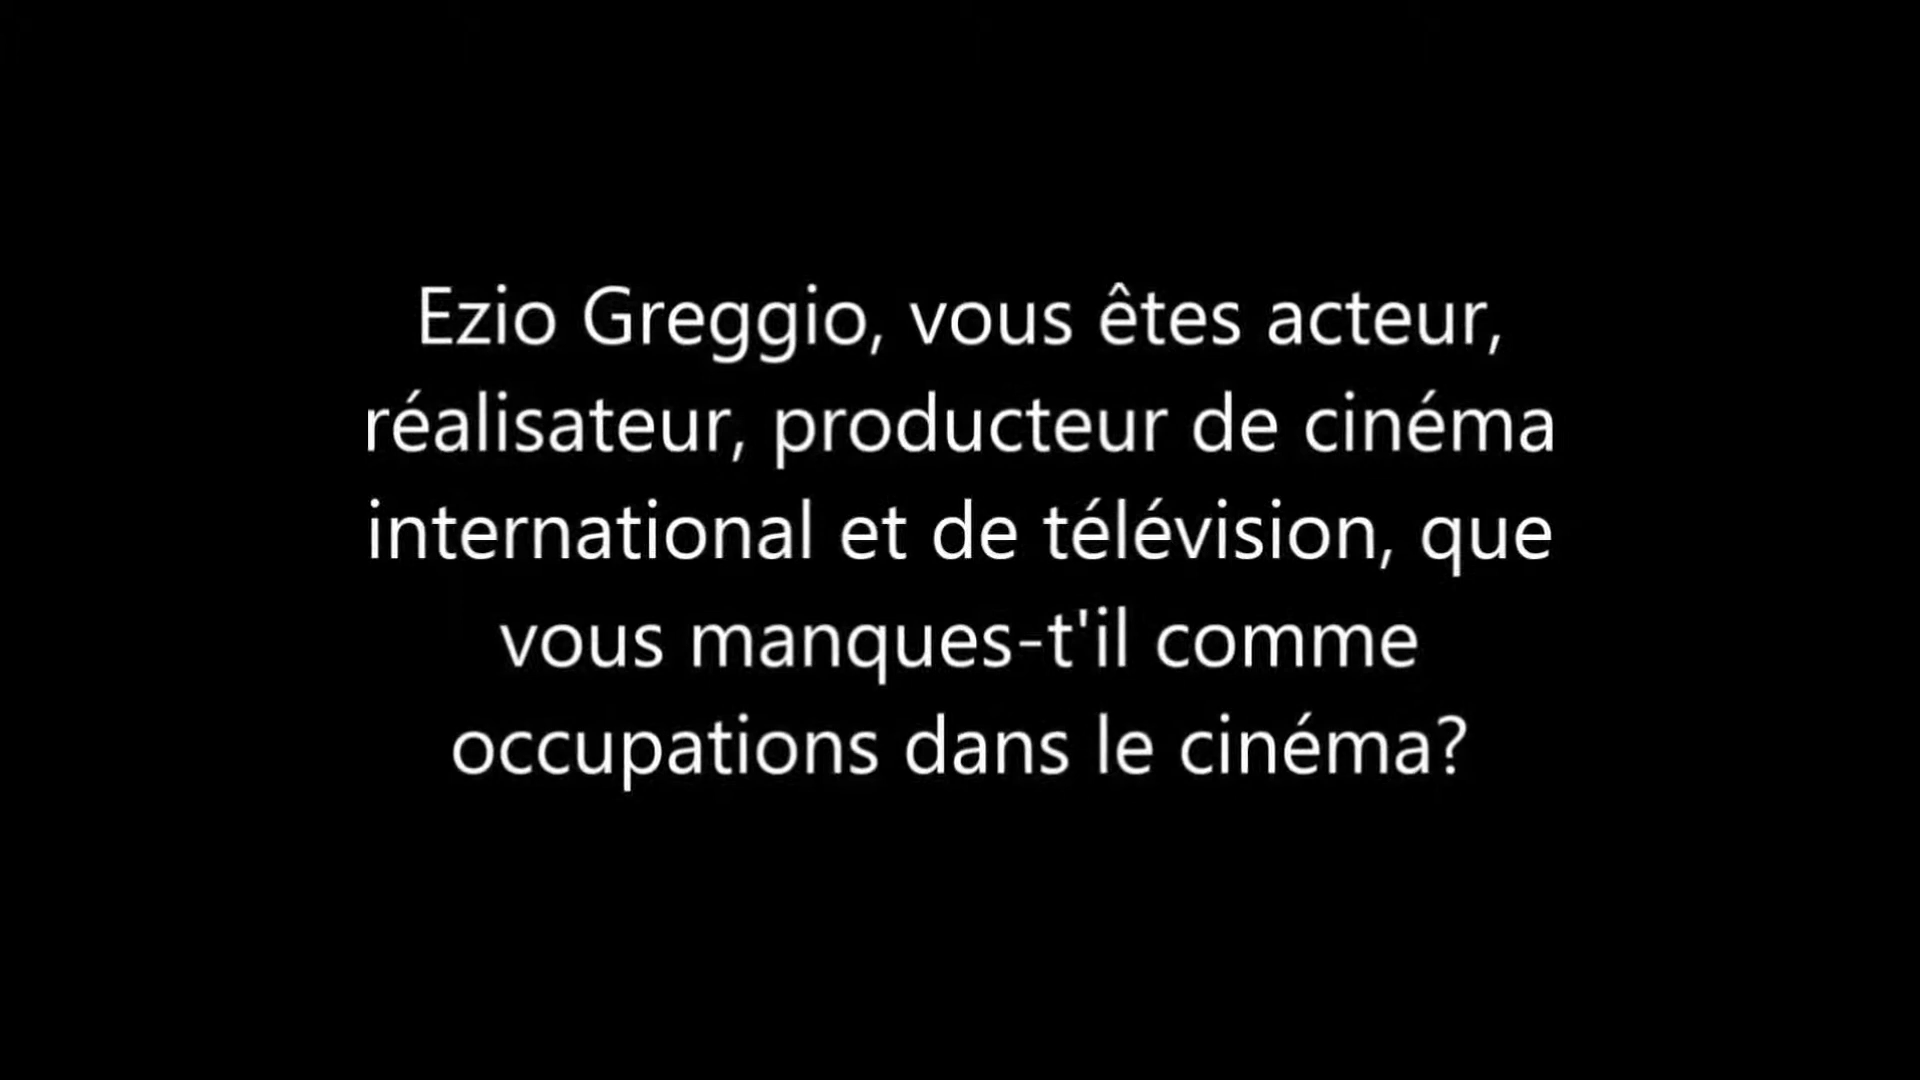 Ezio Greggio, vous êtes acteur,
réalisateur, producteur de cinéma
international et de télévision, que
vous manques-t'il comme
occupations dans le cinéma?